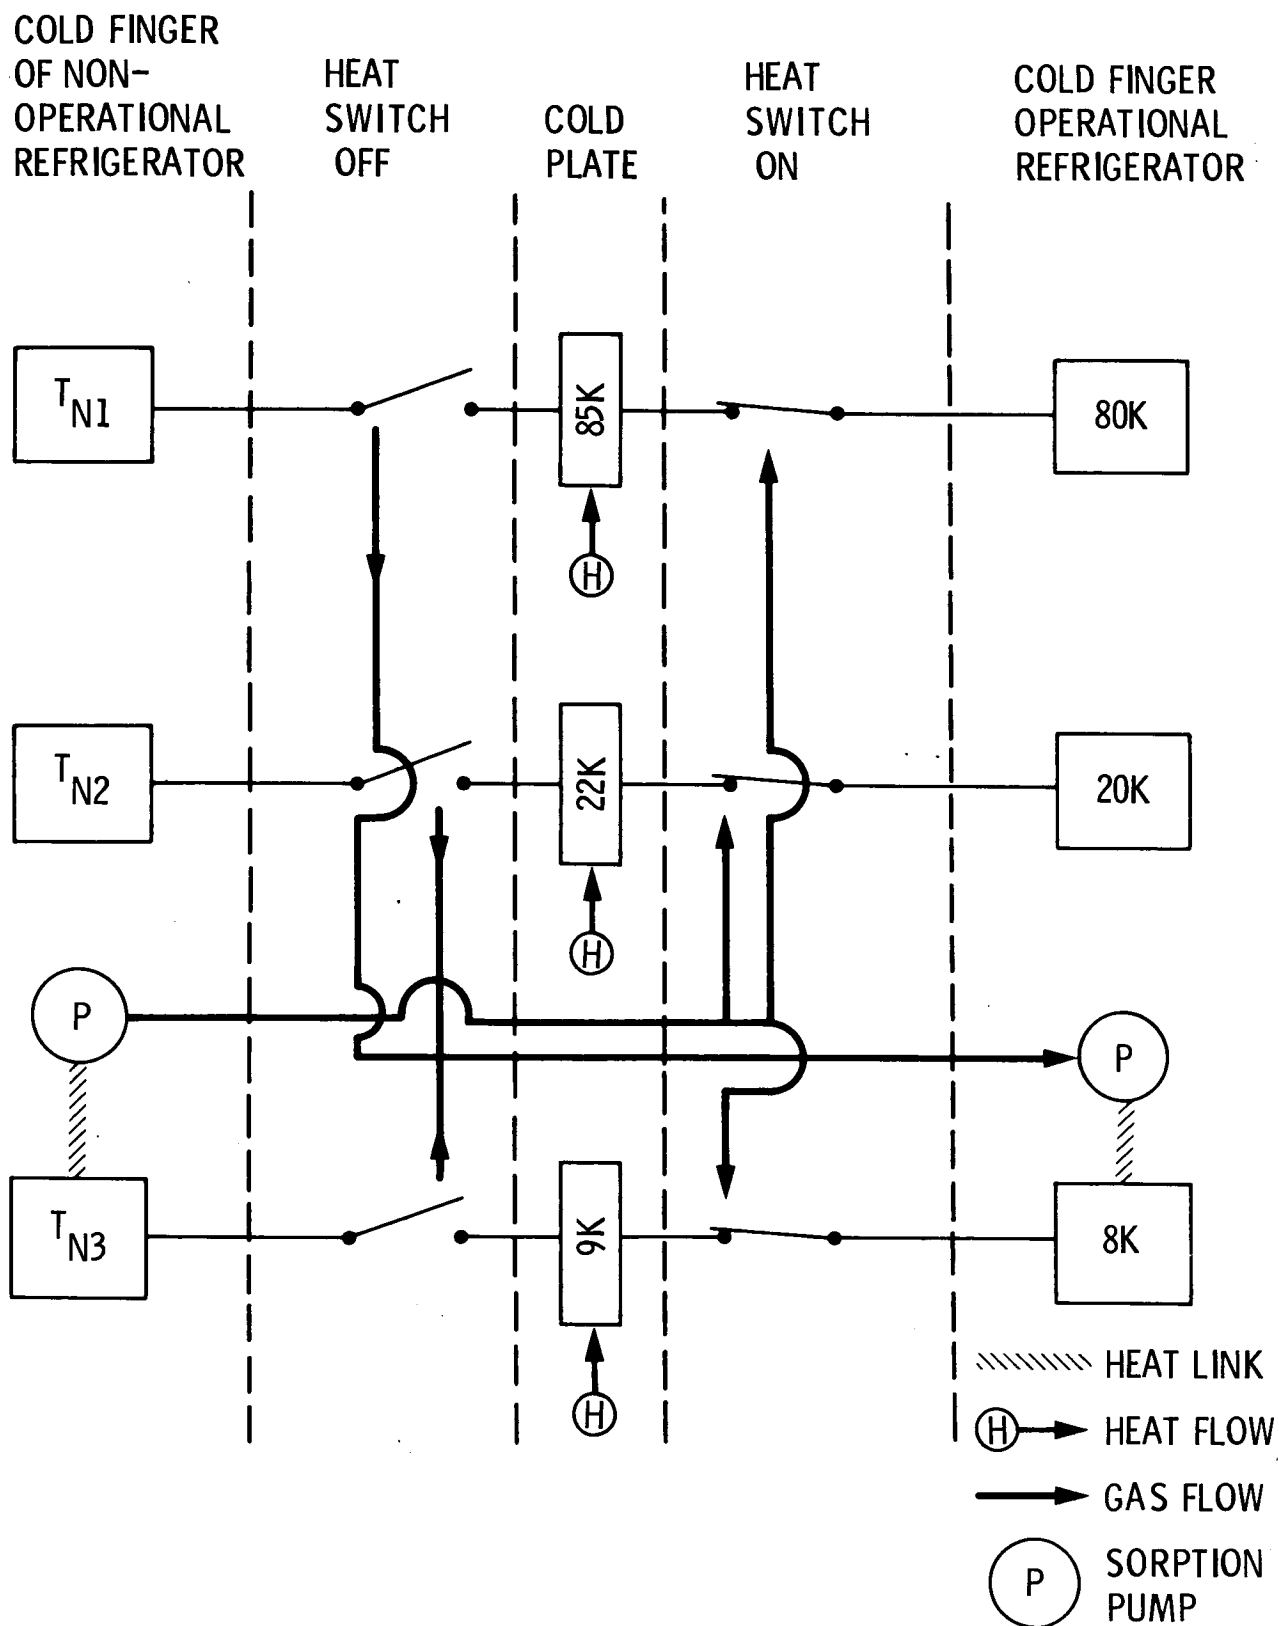 COLD FINGER
OF NON-
OPERATIONAL
REFRIGERATOR
HEAT
SWITCH
OFF
COLD
PLATE
HEAT
SWITCH
ON
COLD FINGER
OPERATIONAL
REFRIGERATOR
TN1
85K
80K
H
TN2
22K
20K
H
P
P
TN3
9K
8K
H
HEAT LINK
H HEAT FLOW
GAS FLOW
P SORPTION
PUMP